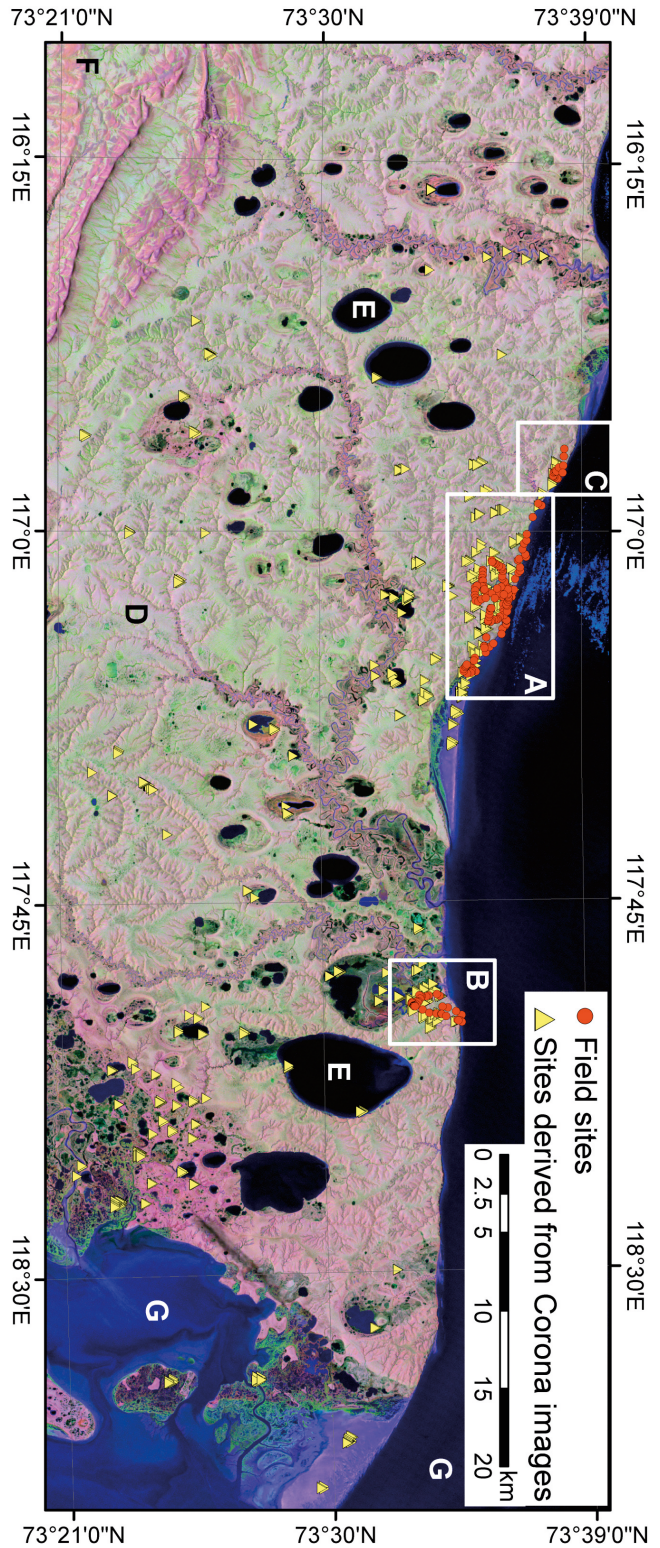 116°15'E
117°0'E
117°45'E
118°30'E
73°39'0"N
73°39'0"N
C
A
B
Field sites
Sites derived from Corona images
0 2.5 5 10 15 20
km
G
73°30'0"N
73°30'0"N
E
E
D
G
F
73°21'0"N
73°21'0"N
116°15'E
117°0'E
117°45'E
118°30'E